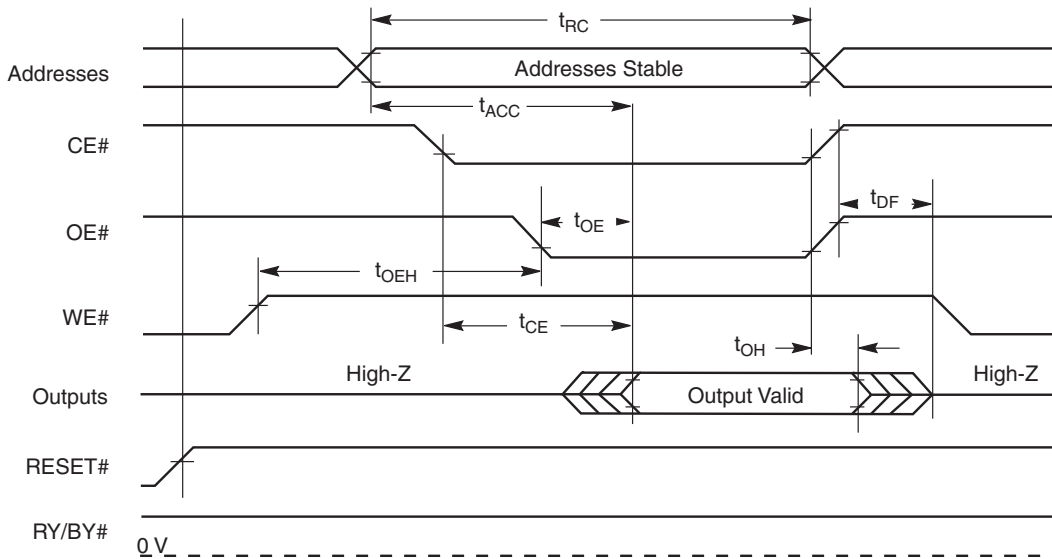 tRC
Addresses
Addresses Stable
tACC
CE#
tDF
OE#
tOE
tOEH
WE#
tCE
tOH
High-Z
High-Z
Outputs
Output Valid
RESET#
RY/BY#
0 V